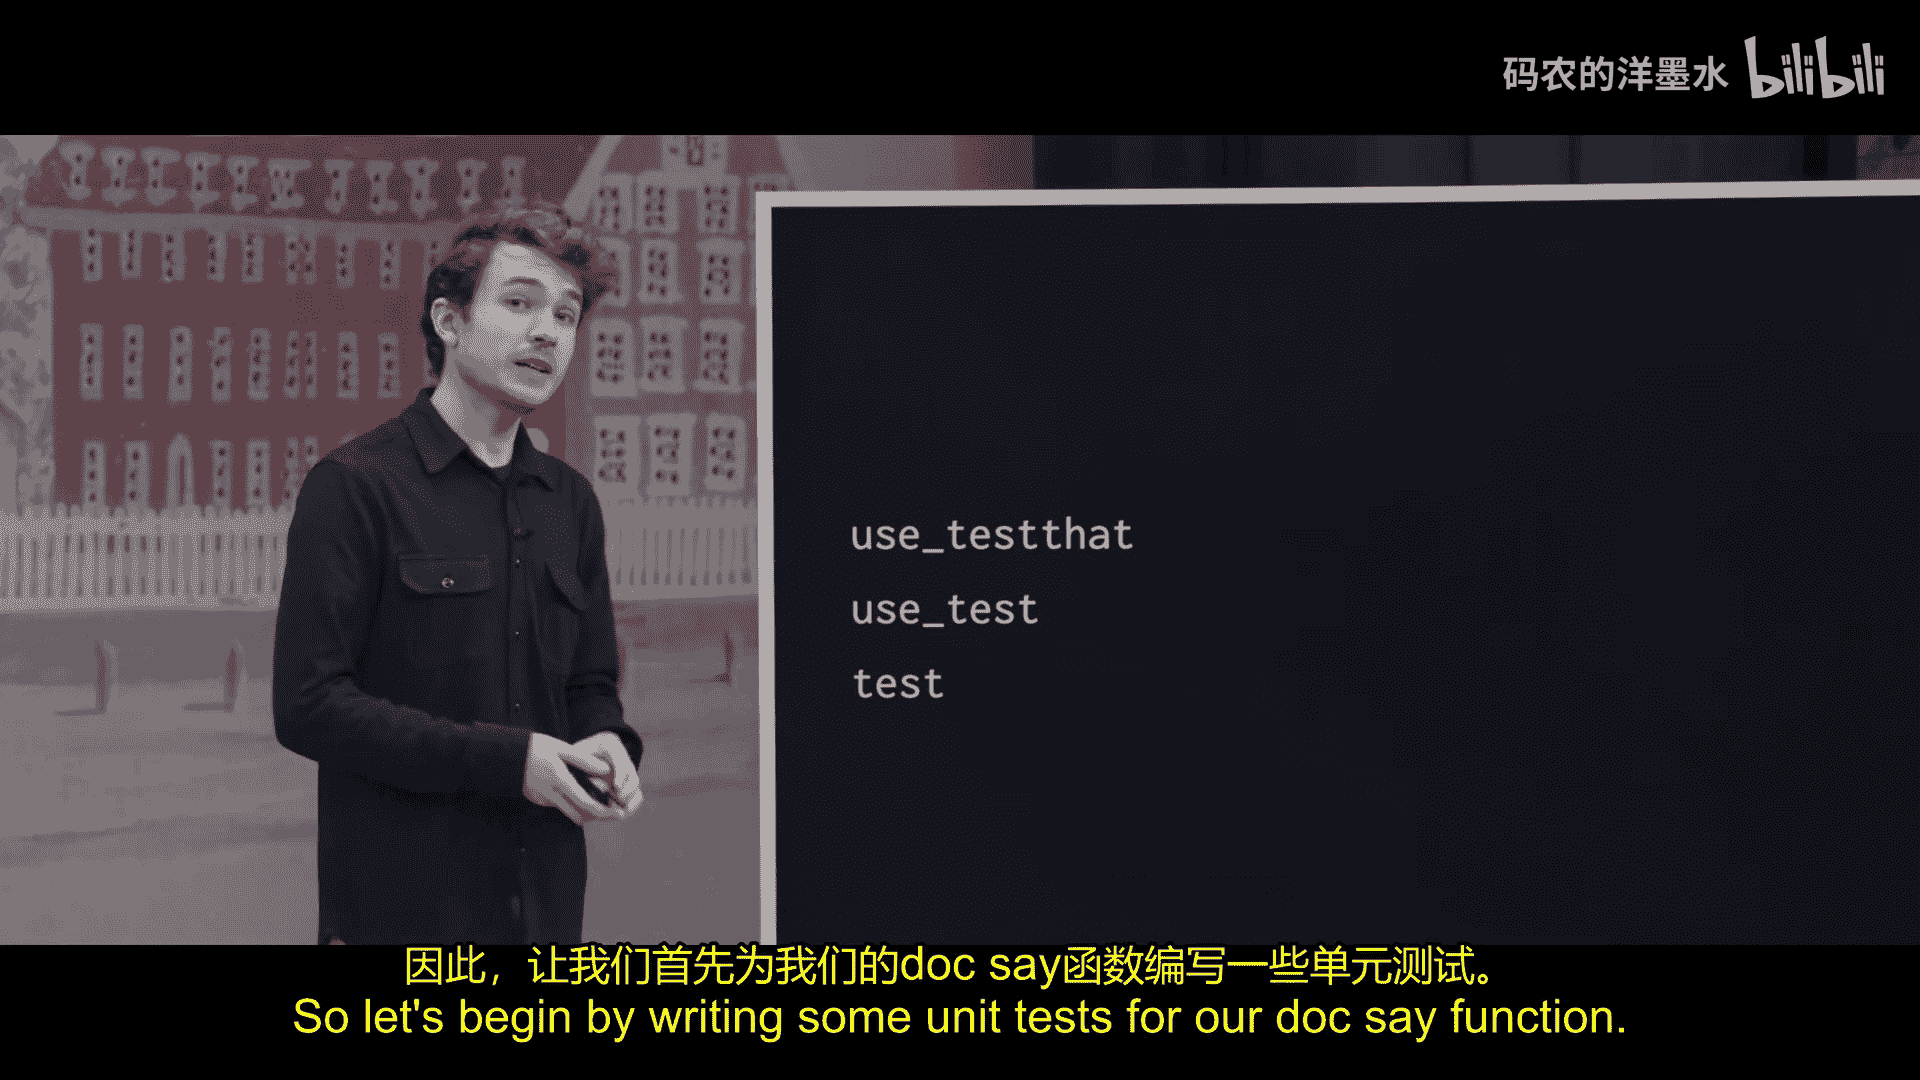 码农的洋墨水 bilibili
use_testthat
use_test
test
因此，让我们首先为我们的doc say函数编写一些单元测试。
So let's begin by writing some unit tests for our doc say function.